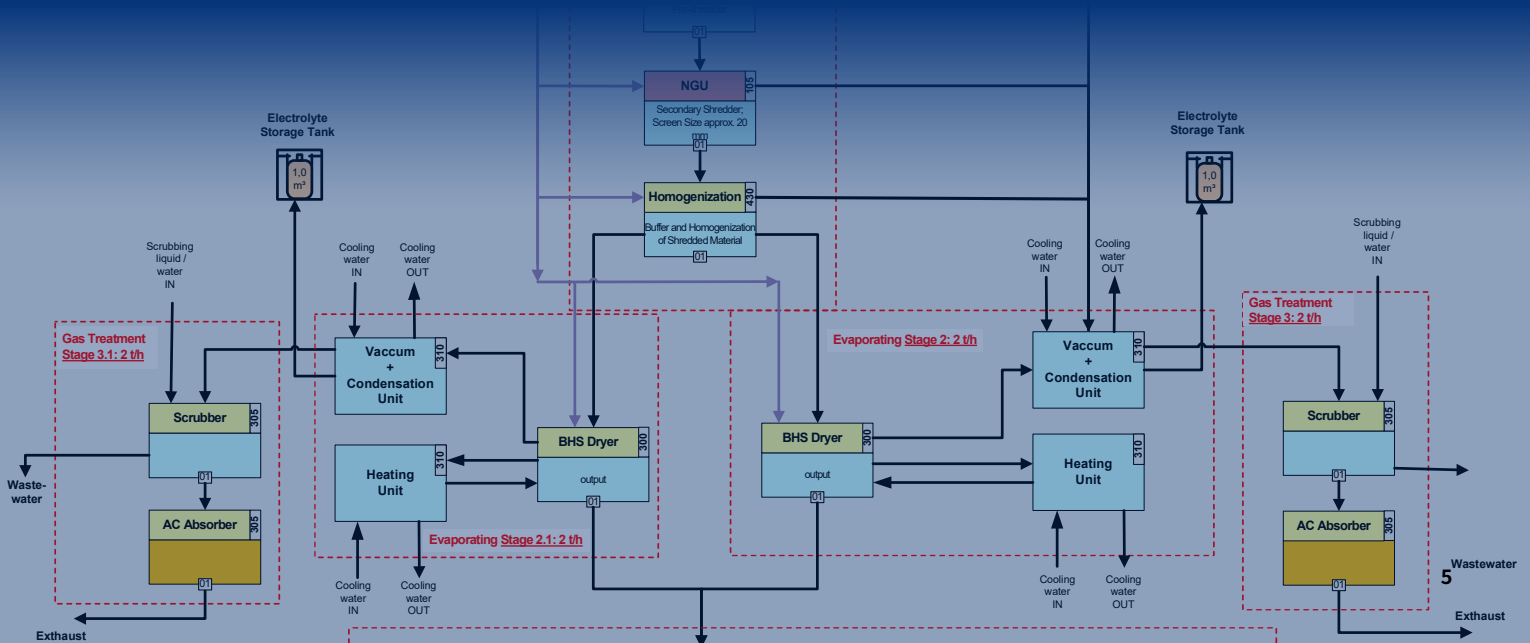 01
NGU
105
Secondary Shredder;
Screen Size approx. 20
mm
01
Homogenization
430
Buffer and Homogenization
of Shredded Material
01
Electrolyte
Storage Tank
1,0
m³
Electrolyte
Storage Tank
1,0
m³
Scrubbing
liquid /
water
IN
Cooling
water
IN
Cooling
water
OUT
Cooling
water
IN
Cooling
water
OUT
Scrubbing
liquid /
water
IN
Gas Treatment
Stage 3.1: 2 t/h
Scrubber
305
01
Waste-
water
AC Absorber
305
01
Exhaust
Vaccum
+
Condensation
Unit
310
Heating
Unit
310
BHS Dryer
300
output
01
Evaporating Stage 2.1: 2 t/h
Cooling
water
IN
Cooling
water
OUT
Evaporating Stage 2: 2 t/h
Vaccum
+
Condensation
Unit
310
BHS Dryer
300
output
01
Heating
Unit
310
Cooling
water
IN
Cooling
water
OUT
Gas Treatment
Stage 3: 2 t/h
Scrubber
305
01
AC Absorber
305
01
5
Wastewater
Exhaust